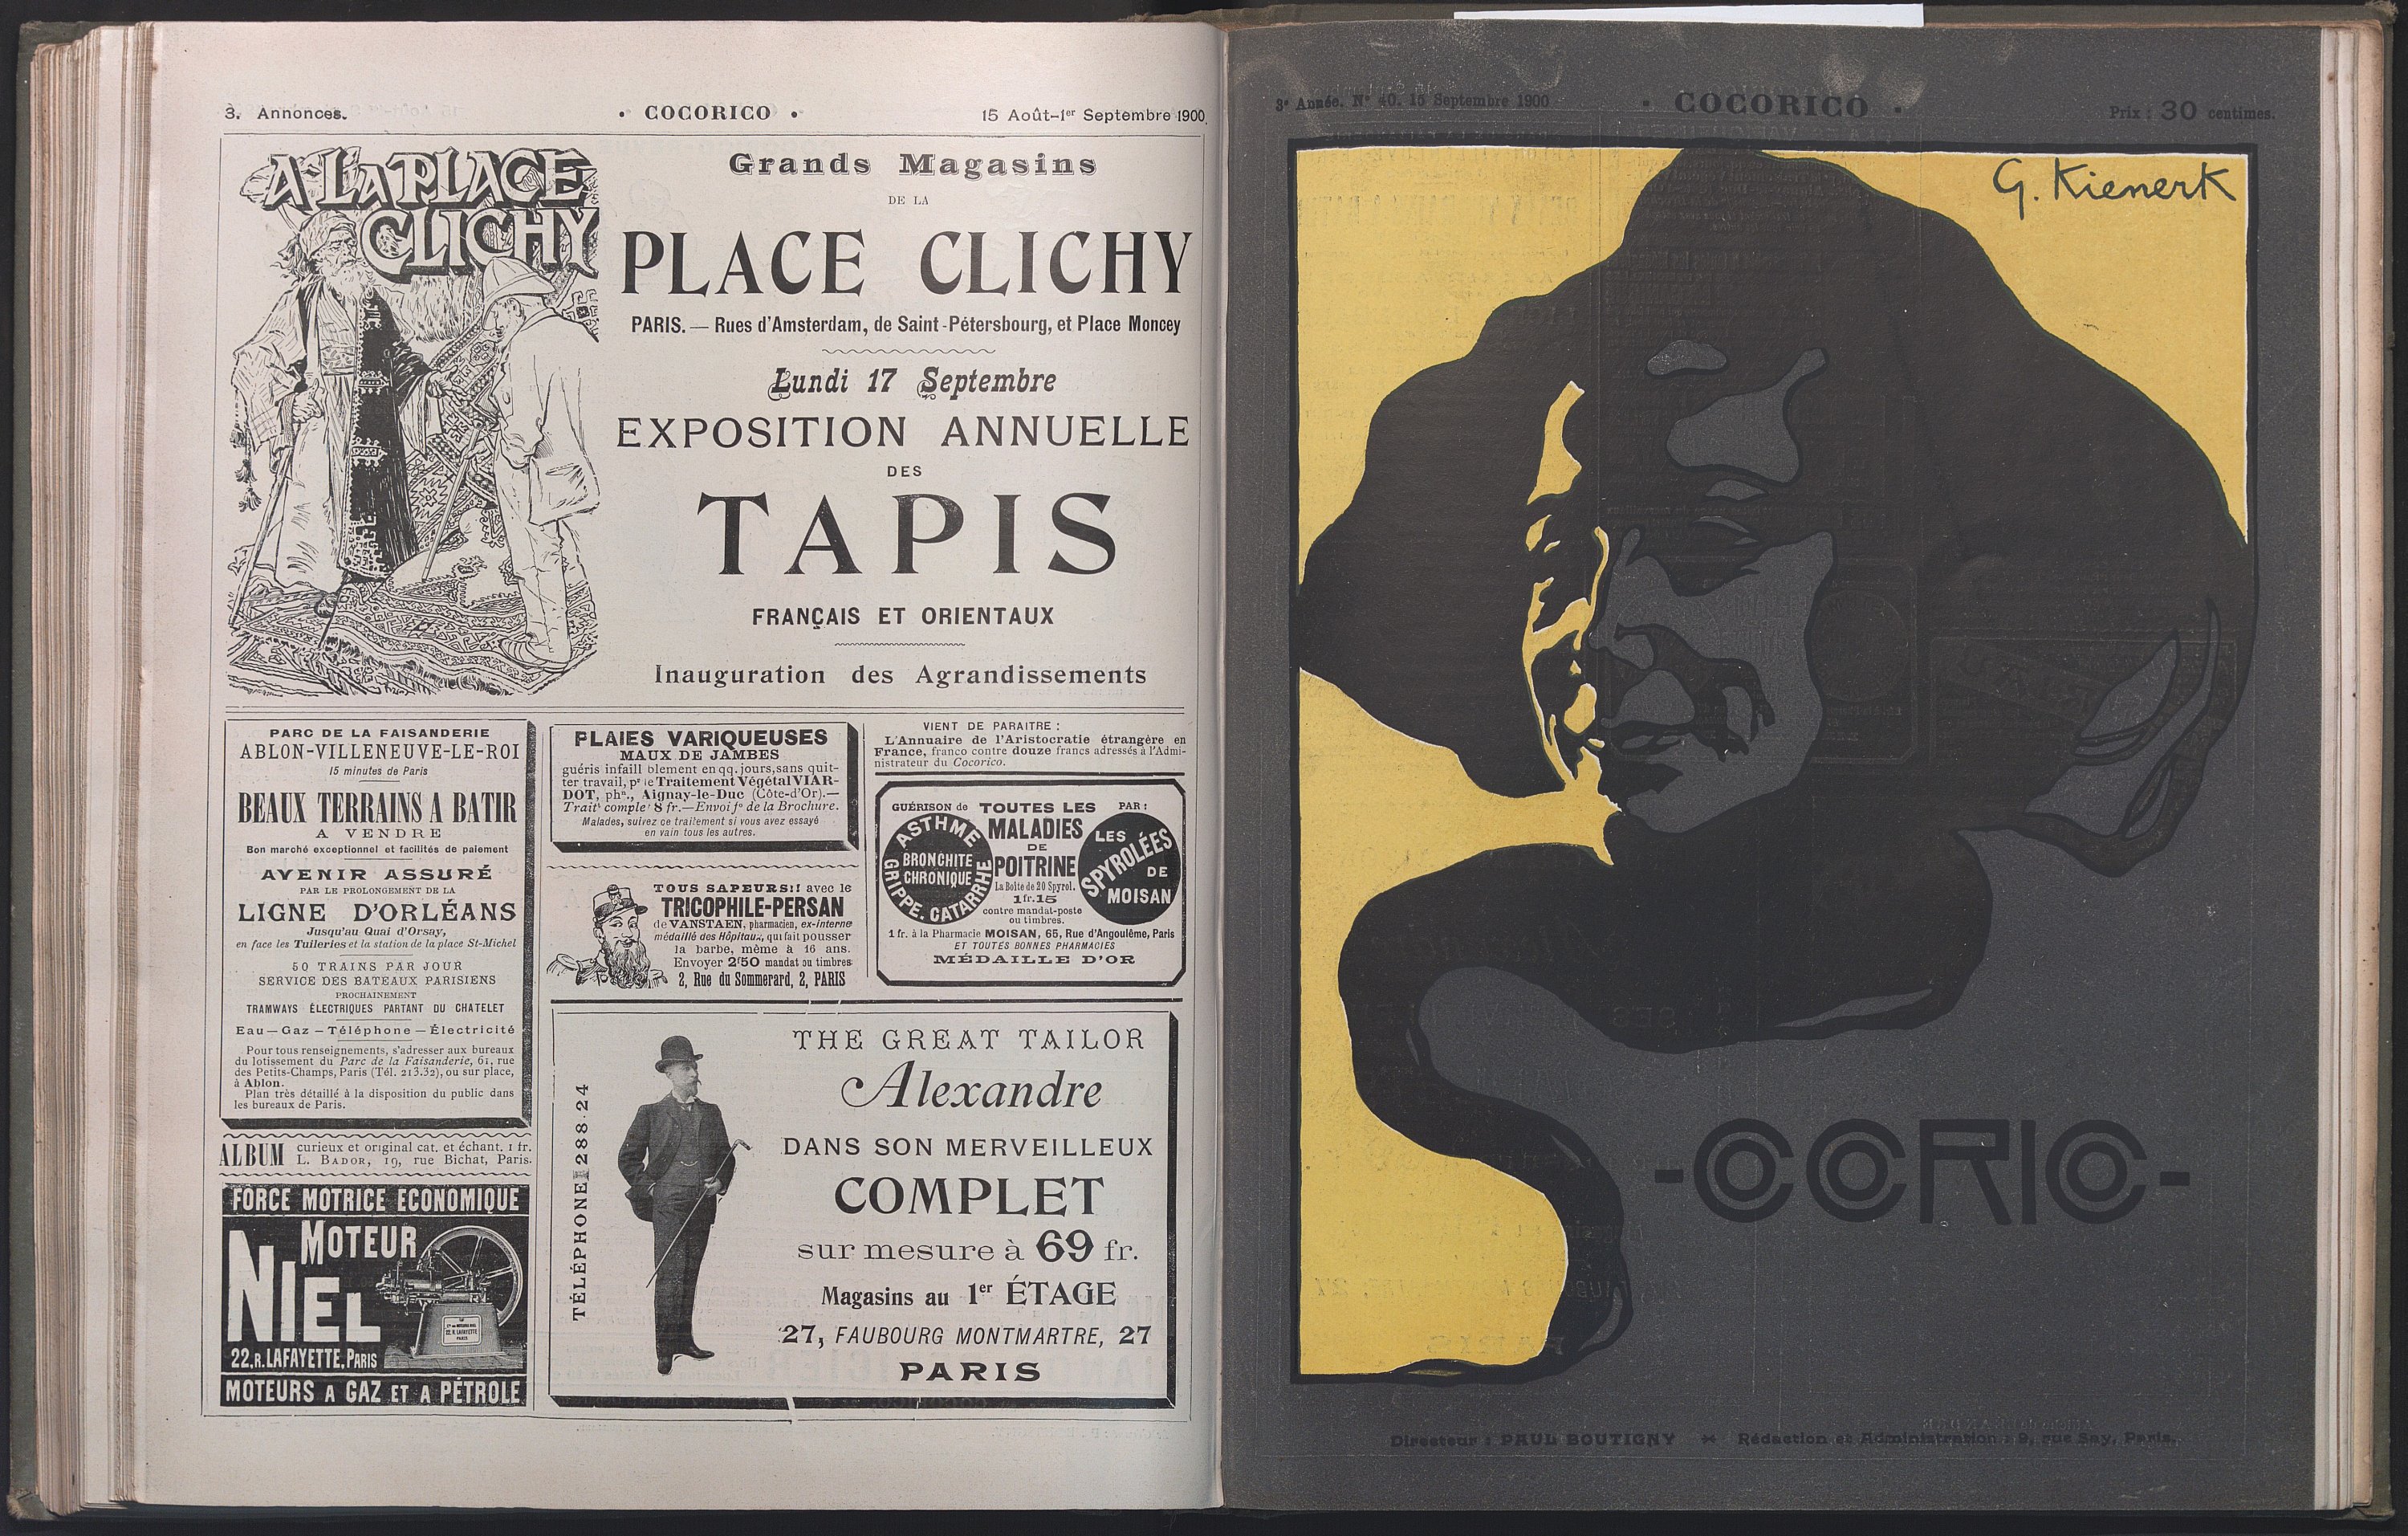 3. Annonces.
• COCORICO •
15 Août-1er Septembre 1900
A LA PLACE
CLICHY
Grands Magasins
DE LA
PLACE CLICHY
PARIS. — Rues d'Amsterdam, de Saint-Pétersbourg, et Place Moncey
Lundi 17 Septembre
EXPOSITION ANNUELLE
DES
TAPIS
FRANÇAIS ET ORIENTAUX
Inauguration des Agrandissements
PARC DE LA FAISANDERIE
ABLON-VILLENEUVE-LE-ROI
15 minutes de Paris
BEAUX TERRAINS A BATIR
A VENDRE
Bon marché exceptionnel et facilités de paiement
AVENIR ASSURÉ
PAR LE PROLONGEMENT DE LA
LIGNE D'ORLÉANS
Jusqu'au Quai d'Orsay,
en face les Tuileries et la station de la place St-Michel
50 TRAINS PAR JOUR
SERVICE DES BATEAUX PARISIENS
PROCHAINEMENT
TRAMWAYS ÉLECTRIQUES PARTANT DU CHATELET
Eau — Gaz — Téléphone — Électricité
Pour tous renseignements, s'adresser aux bureaux
du lotissement du Parc de la Faisanderie, 61, rue
des Petits-Champs, Paris (Tél. 213.32), ou sur place,
à Ablon.
Plan très détaillé à la disposition du public dans
les bureaux de Paris.
ALBUM curieux et original cat. et échant. 1 fr.
L. BADOR, 19, rue Bichat, Paris.
FORCE MOTRICE ECONOMIQUE
MOTEUR
NIEL
22, R. LAFAYETTE, PARIS
22, R. LAFAYETTE
PARIS
MOTEURS A GAZ ET A PÉTROLE
PLAIES VARIQUEUSES
MAUX DE JAMBES
guéris infaill blement en qq. jours, sans quit-
ter travail, pr le Traitement Végétal VIAR-
DOT, phn., Aignay-le-Duc (Côte-d'Or). —
Trait comple 8 fr. — Envoi fo de la Brochure.
Malades, suivez ce traitement si vous avez essayé
en vain tous les autres.
TOUS SAPEURS!! avec le
TRICOPHILE-PERSAN
de VANSTAEN, pharmacien, ex-interne
médaillé des Hôpitaux, qui fait pousser
la barbe, même à 16 ans.
Envoyer 2f50 mandat ou timbres
2, Rue du Sommerard, 2, PARIS
VIENT DE PARAITRE :
L'Annuaire de l'Aristocratie étrangère en
France, franco contre douze francs adressés à l'Admi-
nistrateur du Cocorico.
GUÉRISON de TOUTES LES PAR :
MALADIES
DE
POITRINE
ASTHME
BRONCHITE
CHRONIQUE
GRIPPE. CATARRHE
LES
SPYROLÉES
DE
MOISAN
La Boîte de 20 Spyrol.
1 fr. 15
contre mandat-poste
ou timbres.
1 fr. à la Pharmacie MOISAN, 65, Rue d'Angoulême, Paris
ET TOUTES BONNES PHARMACIES
MÉDAILLE D'OR
TÉLÉPHONE 288.24
THE GREAT TAILOR
Alexandre
DANS SON MERVEILLEUX
COMPLET
sur mesure à 69 fr.
Magasins au 1er ÉTAGE
27, FAUBOURG MONTMARTRE, 27
PARIS
3e Année. No 40. 15 Septembre 1900
• COCORICO •
Prix : 30 centimes.
G. Kienerk
-COCORICO-
Directeur : PAUL BOUTIGNY
Rédaction et Administration : 9, rue Say, Paris.